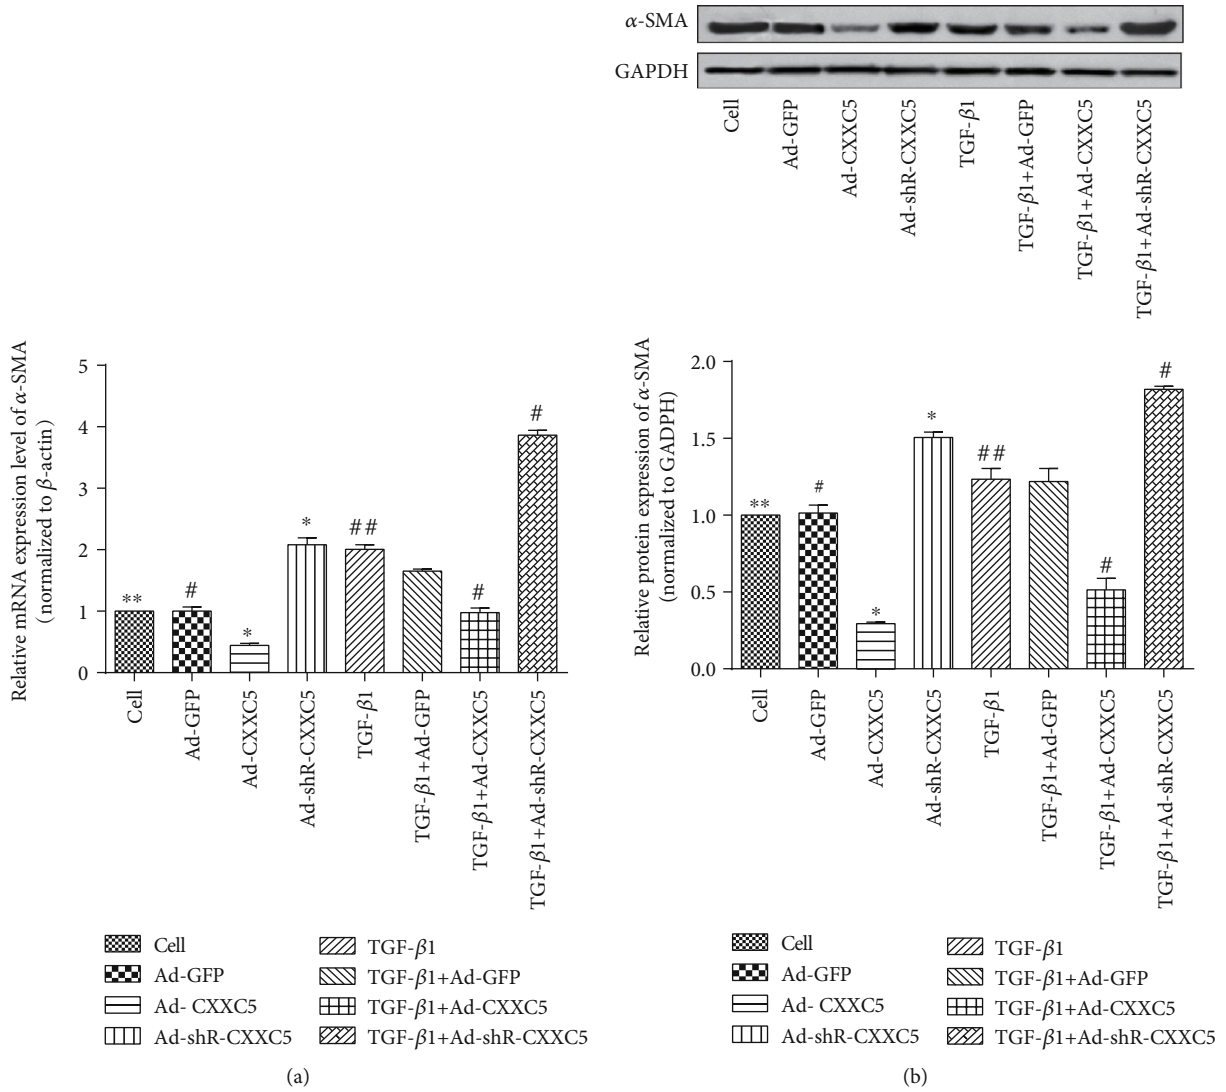 α-SMA
GAPDH
Cell
Ad-GFP
Ad-CXXC5
Ad-shR-CXXC5
TGF-β1
TGF-β1+Ad-GFP
TGF-β1+Ad-CXXC5
TGF-β1+Ad-shR-CXXC5
Relative mRNA expression level of α-SMA
(normalized to β-actin)
5
4
3
2
1
0
**
#
*
*
##
#
#
Cell
Ad-GFP
Ad-CXXC5
Ad-shR-CXXC5
TGF-β1
TGF-β1+Ad-GFP
TGF-β1+Ad-CXXC5
TGF-β1+Ad-shR-CXXC5
Cell
Ad-GFP
Ad- CXXC5
Ad-shR-CXXC5
TGF-β1
TGF-β1+Ad-GFP
TGF-β1+Ad-CXXC5
TGF-β1+Ad-shR-CXXC5
(a)
Relative protein expression of α-SMA
(normalized to GADPH)
2.0
1.5
1.0
0.5
0.0
**
#
*
*
##
#
#
Cell
Ad-GFP
Ad-CXXC5
Ad-shR-CXXC5
TGF-β1
TGF-β1+Ad-GFP
TGF-β1+Ad-CXXC5
TGF-β1+Ad-shR-CXXC5
Cell
Ad-GFP
Ad- CXXC5
Ad-shR-CXXC5
TGF-β1
TGF-β1+Ad-GFP
TGF-β1+Ad-CXXC5
TGF-β1+Ad-shR-CXXC5
(b)